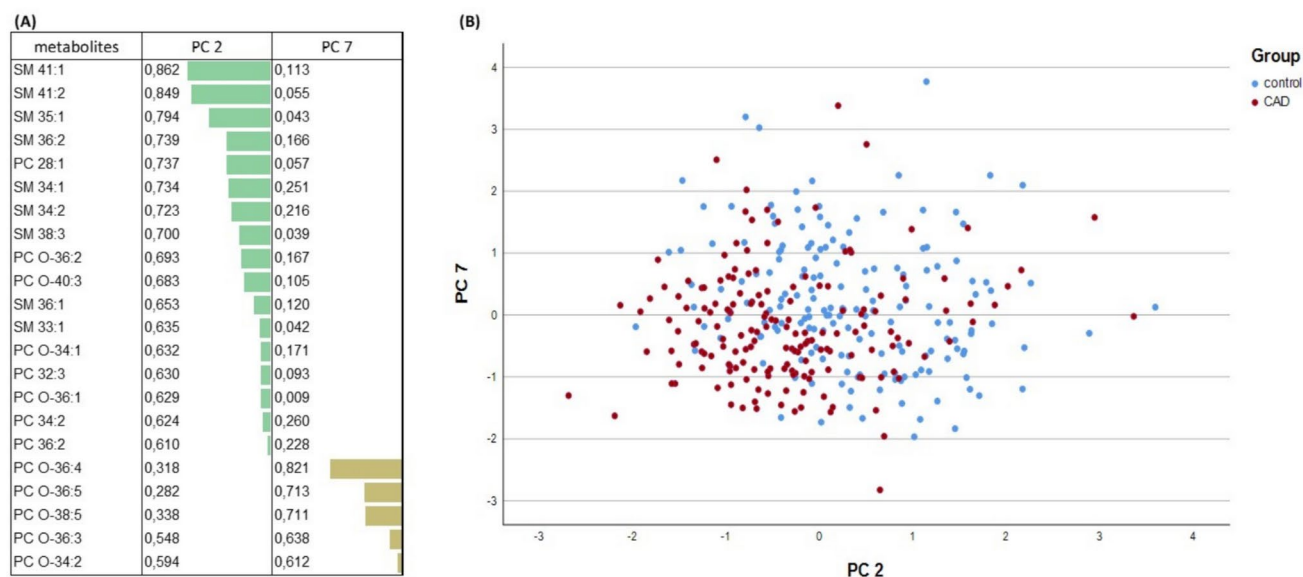 (A)
metabolites PC 2 PC 7
SM 41:1 0,862 0,113
SM 41:2 0,849 0,055
SM 35:1 0,794 0,043
SM 36:2 0,739 0,166
PC 28:1 0,737 0,057
SM 34:1 0,734 0,251
SM 34:2 0,723 0,216
SM 38:3 0,700 0,039
PC O-36:2 0,693 0,167
PC O-40:3 0,683 0,105
SM 36:1 0,653 0,120
SM 33:1 0,635 0,042
PC O-34:1 0,632 0,171
PC 32:3 0,630 0,093
PC O-36:1 0,629 0,009
PC 34:2 0,624 0,260
PC 36:2 0,610 0,228
PC O-36:4 0,318 0,821
PC O-36:5 0,282 0,713
PC O-38:5 0,338 0,711
PC O-36:3 0,548 0,638
PC O-34:2 0,594 0,612
(B)
4
3
2
1
0
-1
-2
-3
PC 7
-3 -2 -1 0 1 2 3 4
PC 2
Group
control
CAD